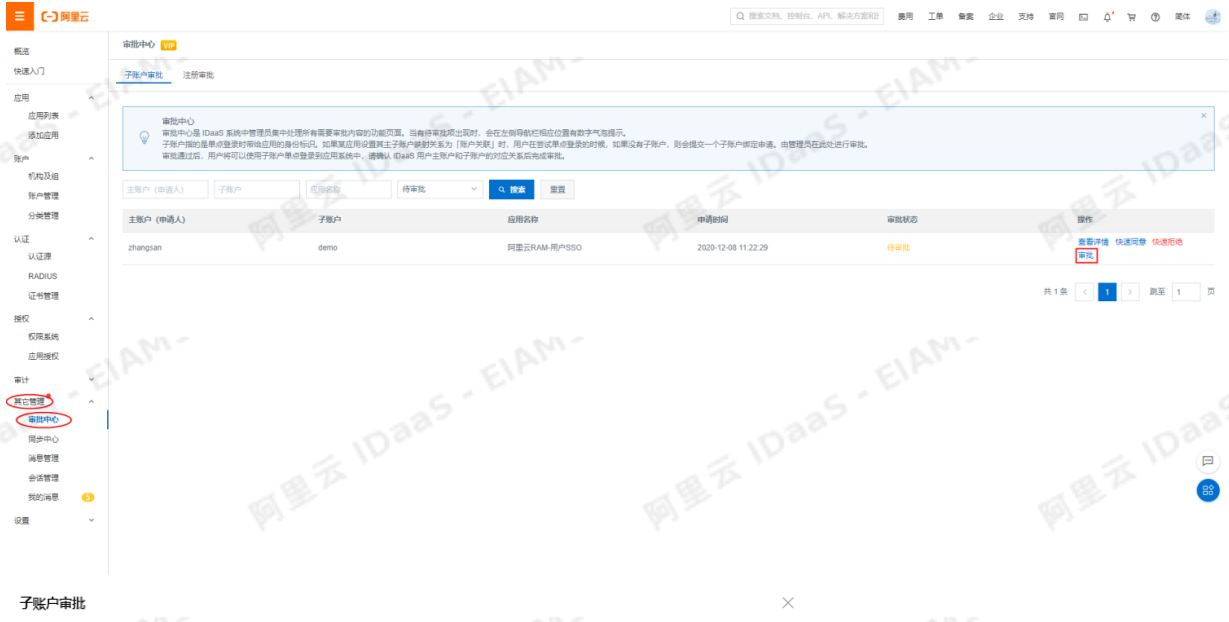 阿里云
搜索文档、控制台、API、解决方案和
费用 工单 备案 企业 支持 官网 简体
概览
快速入门
应用
应用列表
添加应用
账户
机构及组
账户管理
分类管理
认证
认证源
RADIUS
证书管理
授权
权限系统
应用授权
审计
其它管理
审批中心
同步中心
消息管理
会话管理
我的消息 5
设置
审批中心 VIP
子账户审批 注册审批
审批中心
审批中心是 IDaaS 系统中管理员集中处理所有需要审批内容的功能页面。当有待审批项出现时，会在左侧导航栏相应位置有数字气泡提示。
子账户指的是单点登录时带给应用的身份标识。如果某应用设置其主子账户映射关系为「账户关联」时，用户在尝试单点登录的时候，如果没有子账户，则会提交一个子账户绑定申请。由管理员在此处进行审批。
审批通过后，用户将可以使用子账户单点登录到应用系统中，请确认 IDaaS 用户主账户和子账户的对应关系后完成审批。
主账户（申请人） 子账户 应用名称 待审批 搜索 重置
主账户（申请人） 子账户 应用名称 申请时间 审批状态 操作
zhangsan demo 阿里云RAM-用户SSO 2020-12-08 11:22:29 待审批 查看详情 快速同意 快速拒绝
审批
共 1 条 < 1 > 跳至 1 页
子账户审批
阿里云 IDaaS - EIAM-